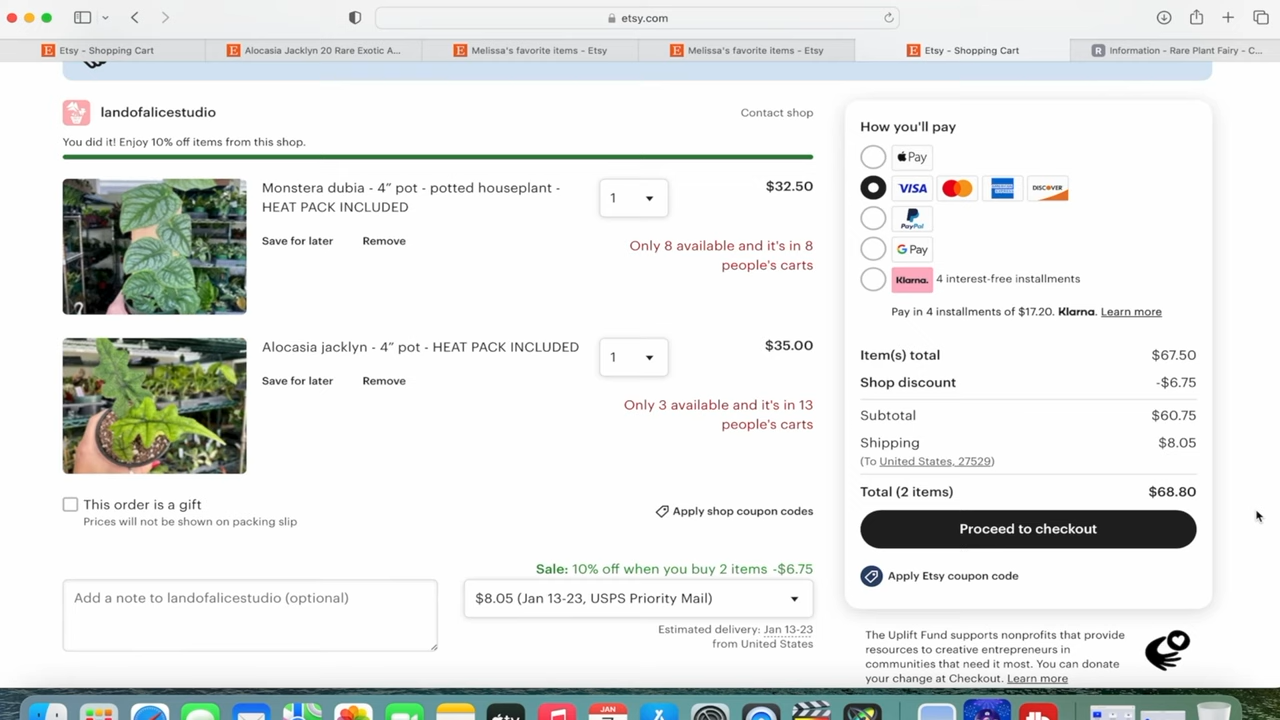 etsy.com
Etsy - Shopping Cart
Alocasia Jacklyn 20 Rare Exotic A...
Melissa's favorite items - Etsy
Melissa's favorite items - Etsy
Etsy - Shopping Cart
Information - Rare Plant Fairy - C...
landofalicestudio
Contact shop
You did it! Enjoy 10% off items from this shop.
Monstera dubia - 4” pot - potted houseplant -
HEAT PACK INCLUDED
1
$32.50
Save for later
Remove
Only 8 available and it's in 8
people's carts
Alocasia jacklyn - 4” pot - HEAT PACK INCLUDED
1
$35.00
Save for later
Remove
Only 3 available and it's in 13
people's carts
This order is a gift
Prices will not be shown on packing slip
Apply shop coupon codes
Sale: 10% off when you buy 2 items -$6.75
Add a note to landofalicestudio (optional)
$8.05 (Jan 13-23, USPS Priority Mail)
Estimated delivery: Jan 13-23
from United States
How you'll pay
Pay
VISA
AMERICAN EXPRESS
DISCOVER
PayPal
G Pay
Klarna. 4 interest-free installments
Pay in 4 installments of $17.20. Klarna. Learn more
Item(s) total $67.50
Shop discount -$6.75
Subtotal $60.75
Shipping $8.05
(To United States, 27529)
Total (2 items) $68.80
Proceed to checkout
Apply Etsy coupon code
The Uplift Fund supports nonprofits that provide
resources to creative entrepreneurs in
communities that need it most. You can donate
your change at Checkout. Learn more
JAN